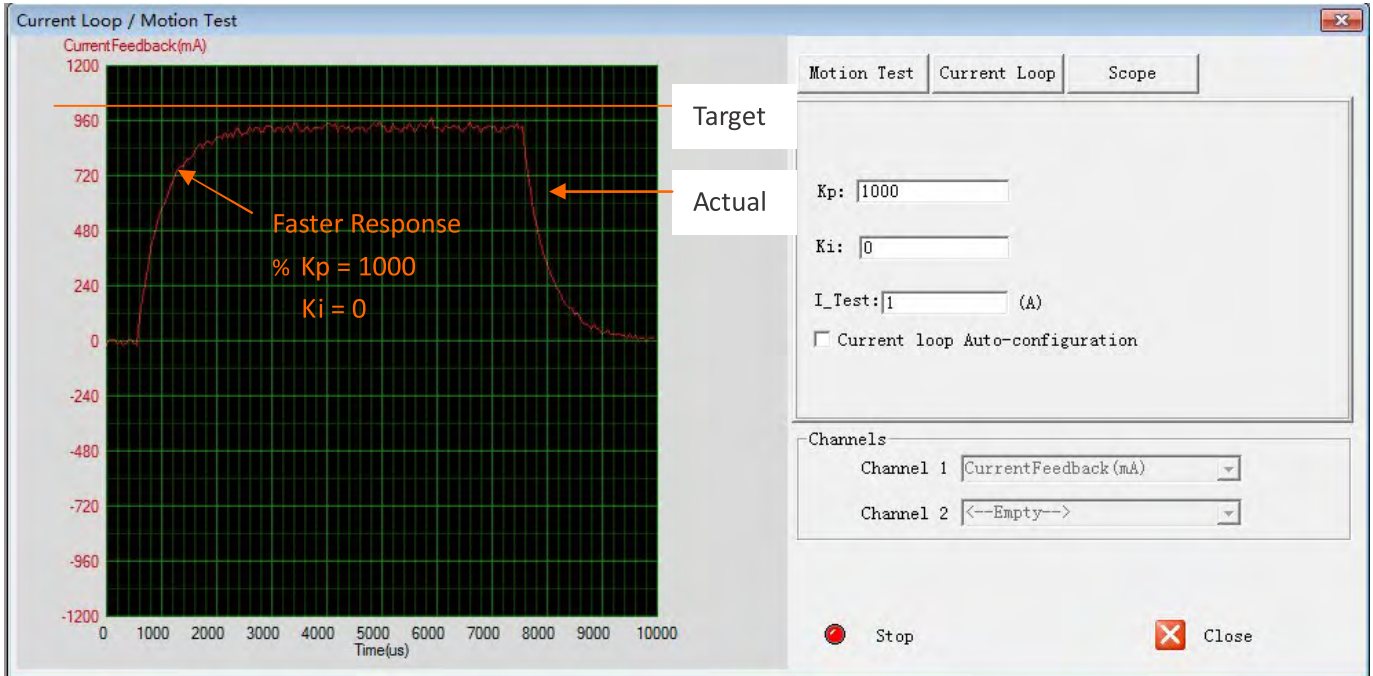 Current Loop / Motion Test
CurrentFeedback(mA)
1200
960
720
480
240
0
-240
-480
-720
-960
-1200
0 1000 2000 3000 4000 5000 6000 7000 8000 9000 10000
Time(us)
Target
Actual
Faster Response
% Kp = 1000
Ki = 0
Motion Test Current Loop Scope
Kp: 1000
Ki: 0
I_Test: 1 (A)
Current loop Auto-configuration
Channels
Channel 1 CurrentFeedback(mA)
Channel 2 <--Empty-->
Stop Close